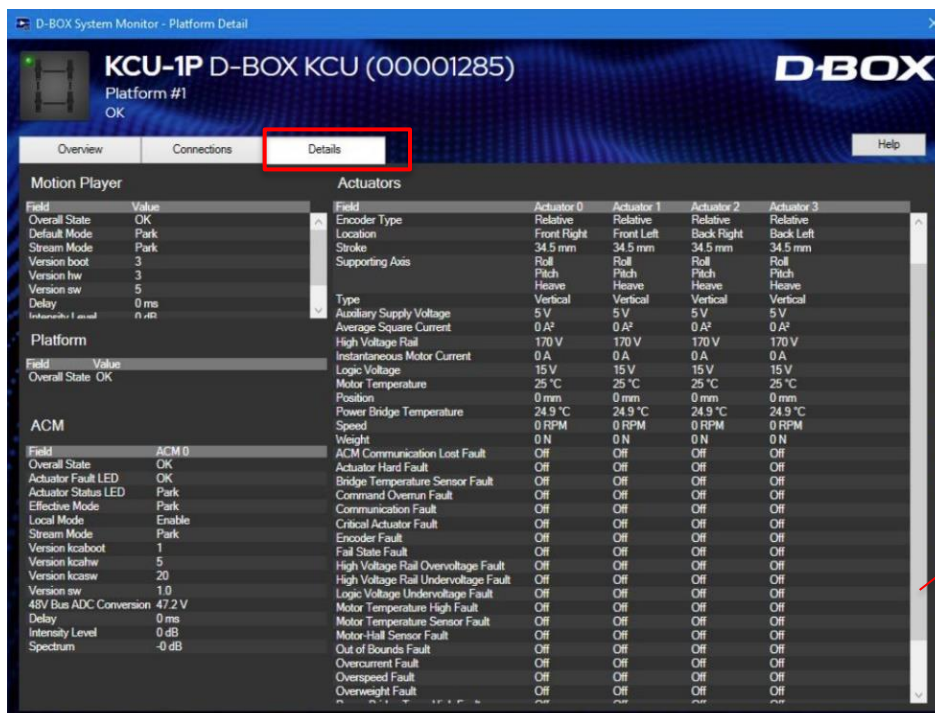 D-BOX System Monitor - Platform Detail
KCU-1P D-BOX KCU (00001285)
Platform #1
OK
D-BOX
Overview Connections Details Help
Motion Player
Field Value
Overall State OK
Default Mode Park
Stream Mode Park
Version boot 3
Version hw 3
Version sw 5
Delay 0 ms
Intensity Level 0 dB
Platform
Field Value
Overall State OK
ACM
Field ACM 0
Overall State OK
Actuator Fault LED OK
Actuator Status LED Park
Effective Mode Park
Local Mode Enable
Stream Mode Park
Version kcaboot 1
Version kcahw 5
Version kcasw 20
Version sw 1.0
48V Bus ADC Conversion 47.2 V
Delay 0 ms
Intensity Level 0 dB
Spectrum -0 dB
Actuators
Field Actuator 0 Actuator 1 Actuator 2 Actuator 3
Encoder Type Relative Relative Relative Relative
Location Front Right Front Left Back Right Back Left
Stroke 34.5 mm 34.5 mm 34.5 mm 34.5 mm
Supporting Axis Roll Roll Roll Roll
Pitch Pitch Pitch Pitch
Heave Heave Heave Heave
Type Vertical Vertical Vertical Vertical
Auxiliary Supply Voltage 5 V 5 V 5 V 5 V
Average Square Current 0 A² 0 A² 0 A² 0 A²
High Voltage Rail 170 V 170 V 170 V 170 V
Instantaneous Motor Current 0 A 0 A 0 A 0 A
Logic Voltage 15 V 15 V 15 V 15 V
Motor Temperature 25 °C 25 °C 25 °C 25 °C
Position 0 mm 0 mm 0 mm 0 mm
Power Bridge Temperature 24.9 °C 24.9 °C 24.9 °C 24.9 °C
Speed 0 RPM 0 RPM 0 RPM 0 RPM
Weight 0 N 0 N 0 N 0 N
ACM Communication Lost Fault Off Off Off Off
Actuator Hard Fault Off Off Off Off
Bridge Temperature Sensor Fault Off Off Off Off
Command Overrun Fault Off Off Off Off
Communication Fault Off Off Off Off
Critical Actuator Fault Off Off Off Off
Encoder Fault Off Off Off Off
Fail State Fault Off Off Off Off
High Voltage Rail Overvoltage Fault Off Off Off Off
High Voltage Rail Undervoltage Fault Off Off Off Off
Logic Voltage Undervoltage Fault Off Off Off Off
Motor Temperature High Fault Off Off Off Off
Motor Temperature Sensor Fault Off Off Off Off
Motor-Hall Sensor Fault Off Off Off Off
Out of Bounds Fault Off Off Off Off
Overcurrent Fault Off Off Off Off
Overspeed Fault Off Off Off Off
Overweight Fault Off Off Off Off